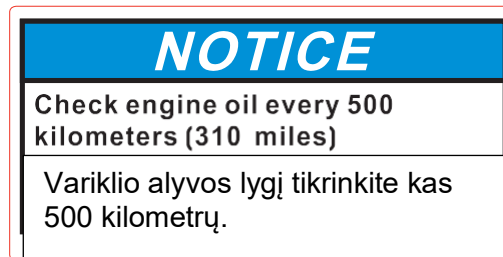 NOTICE
Check engine oil every 500
kilometers (310 miles)
Variklio alyvos lygį tikrinkite kas
500 kilometrų.